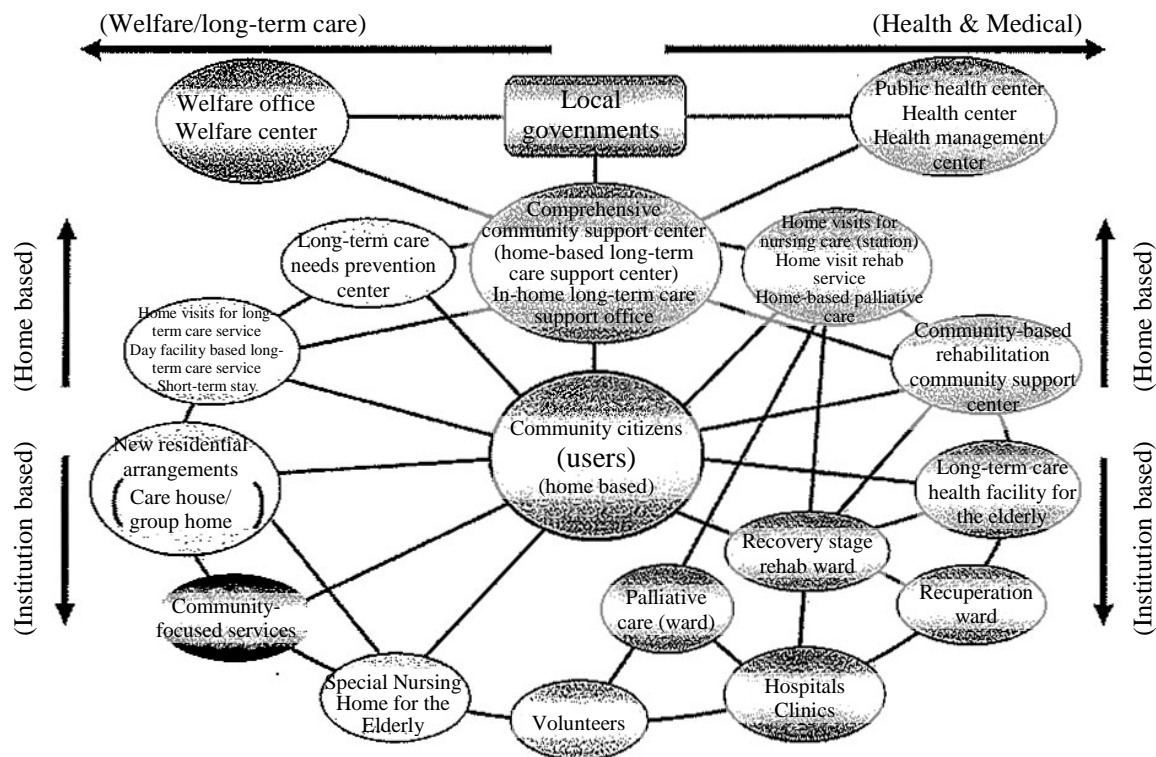 (Welfare/long-term care)
(Health & Medical)
Welfare office
Welfare center
Local
governments
Public health center
Health center
Health management
center
Comprehensive
community support center
(home-based long-term
care support center)
In-home long-term care
support office
Home visits for
nursing care (station)
Home visit rehab
service
Home-based palliative
care
Long-term care
needs prevention
center
(Home based)
(Home based)
Home visits for long
term care service
Day facility based long-
term care service
Short-term stay.
Community-based
rehabilitation
community support
center
Community citizens
(users)
(home based)
New residential
arrangements
(Care house/
group home)
Long-term care
health facility for
the elderly
(Institution based)
(Institution based)
Recovery stage
rehab ward
Community-
focused services
Palliative
care (ward)
Recuperation
ward
Special Nursing
Home for the
Elderly
Volunteers
Hospitals
Clinics